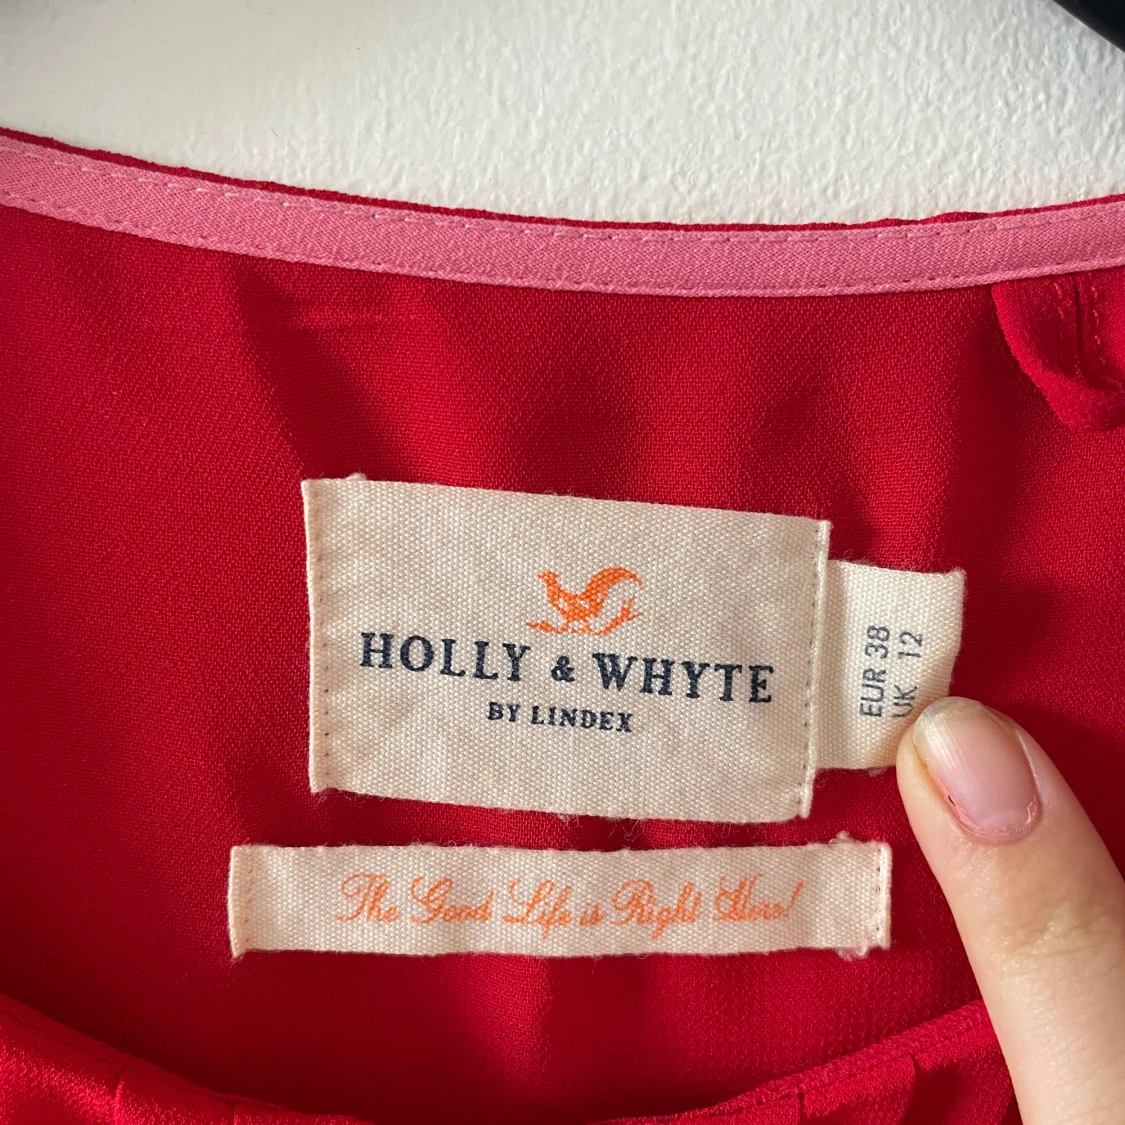 HOLLY & WHYTE
BY LINDEX
EUR 38
UK 12
The Good Life is Right Here!